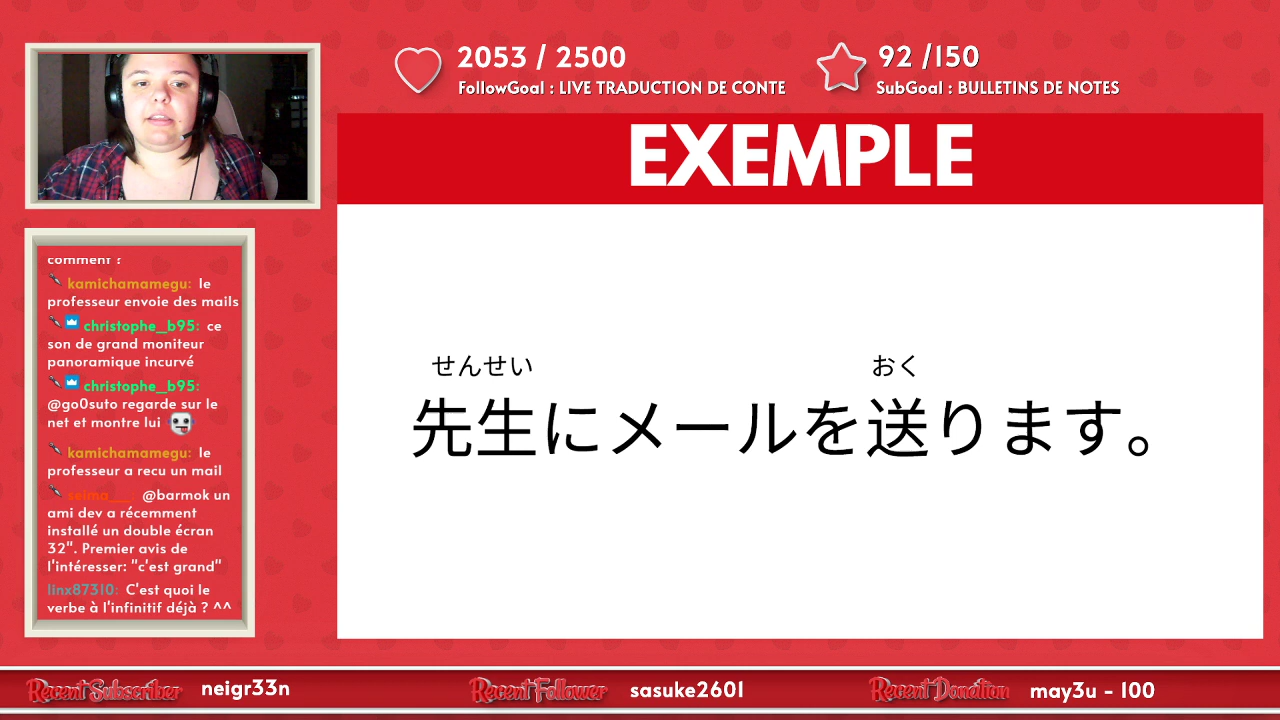 2053 / 2500
FollowGoal : LIVE TRADUCTION DE CONTE
92 /150
SubGoal : BULLETINS DE NOTES
EXEMPLE
せんせい おく
先生にメールを送ります。
comment ?
kamichamamegu: le
professeur envoie des mails
christophe_b95: ce
son de grand moniteur
panoramique incurvé
christophe_b95:
@go0suto regarde sur le
net et montre lui
kamichamamegu: le
professeur a recu un mail
@barmok un
ami dev a récemment
installé un double écran
32". Premier avis de
l'intéresser: "c'est grand"
linx87310: C'est quoi le
verbe à l'infinitif déjà ? ^^
Recent Subscriber neigr33n
Recent Follower sasuke2601
Recent Donation may3u - 100